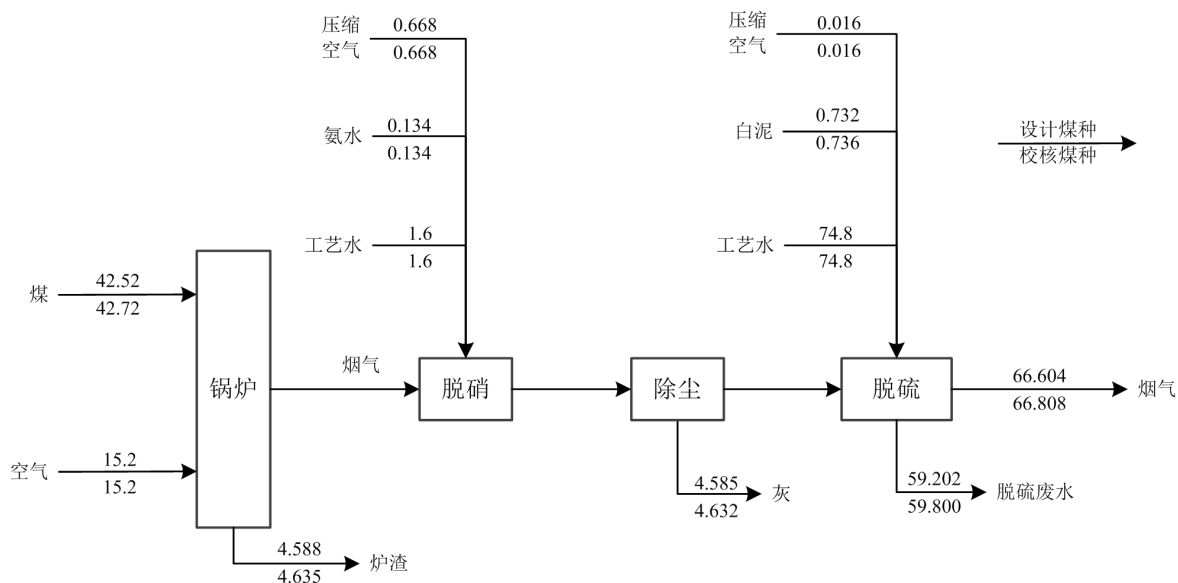 压缩
空气
0.668
0.668
压缩
空气
0.016
0.016
氨水
0.134
0.134
白泥
0.732
0.736
设计煤种
校核煤种
工艺水
1.6
1.6
工艺水
74.8
74.8
煤
42.52
42.72
锅炉
烟气
脱硝
除尘
脱硫
66.604
66.808
烟气
空气
15.2
15.2
4.585
4.632
灰
59.202
59.800
脱硫废水
4.588
4.635
炉渣